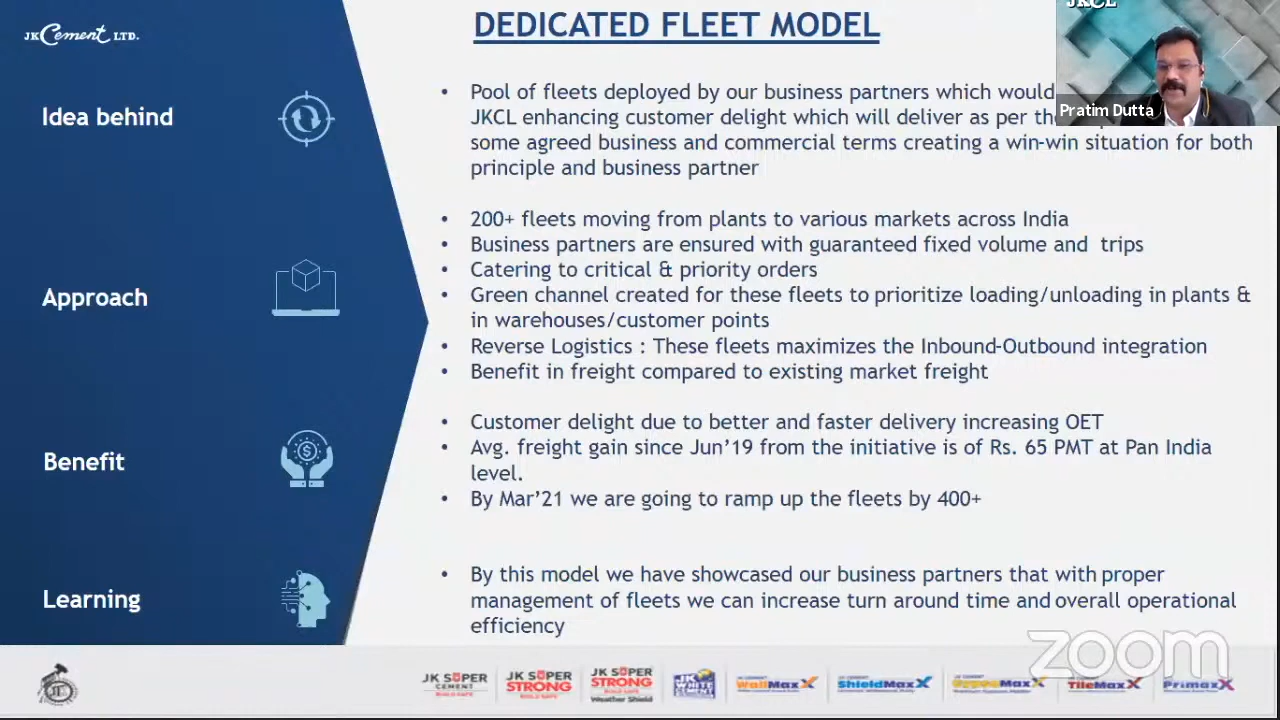 JK Cement LTD.
DEDICATED FLEET MODEL
JKCL
Pratim Dutta
Idea behind
• Pool of fleets deployed by our business partners which would
JKCL enhancing customer delight which will deliver as per the
some agreed business and commercial terms creating a win-win situation for both
principle and business partner
Approach
• 200+ fleets moving from plants to various markets across India
• Business partners are ensured with guaranteed fixed volume and trips
• Catering to critical & priority orders
• Green channel created for these fleets to prioritize loading/unloading in plants &
in warehouses/customer points
• Reverse Logistics : These fleets maximizes the Inbound-Outbound integration
• Benefit in freight compared to existing market freight
Benefit
• Customer delight due to better and faster delivery increasing OET
• Avg. freight gain since Jun'19 from the initiative is of Rs. 65 PMT at Pan India
level.
• By Mar'21 we are going to ramp up the fleets by 400+
Learning
• By this model we have showcased our business partners that with proper
management of fleets we can increase turn around time and overall operational
efficiency
zoom
JK SUPER
CEMENT
BUILD SAFE
JK SUPER
STRONG
BUILD SAFE
JK SUPER
STRONG
BUILD SAFE
Weather Shield
WallMaxX
ShieldMaxX
TileMaxX
PrimaxX